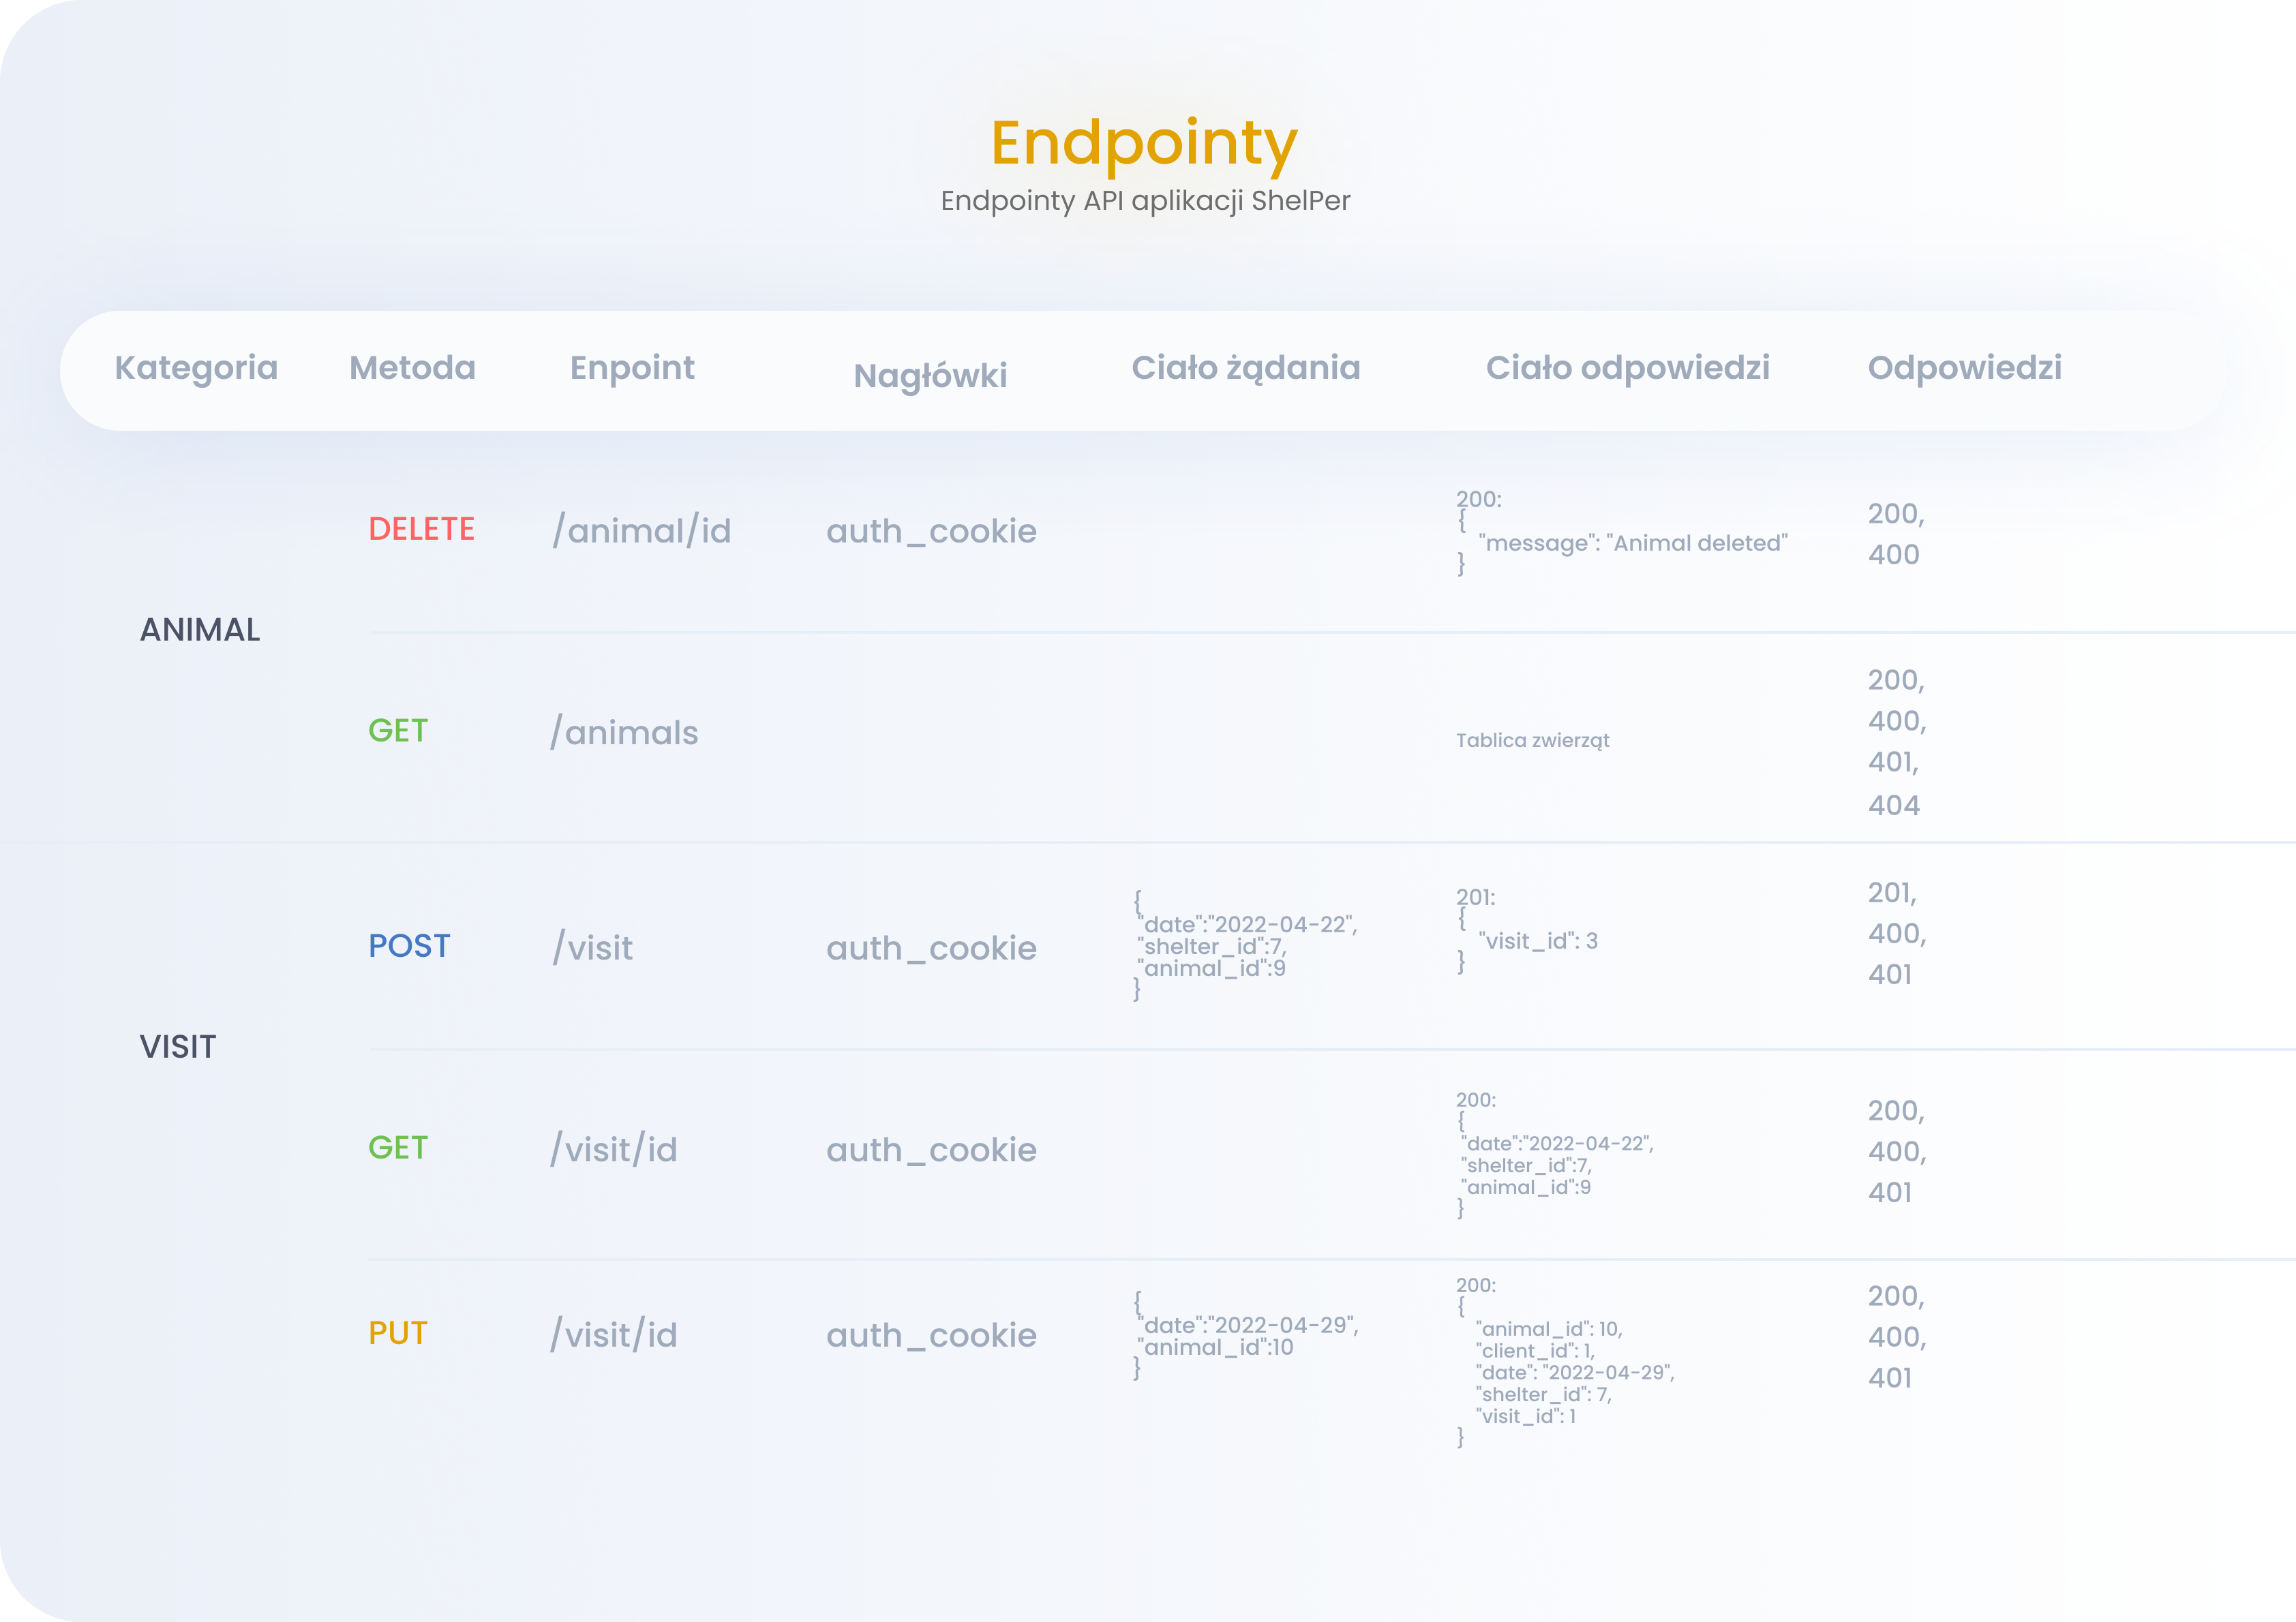 Endpointy
Endpointy API aplikacji ShelPer
Kategoria Metoda Enpoint Nagłówki Ciało żądania Ciało odpowiedzi Odpowiedzi
ANIMAL
DELETE /animal/id auth_cookie
200:
{
"message": "Animal deleted"
}
200,
400
GET /animals
Tablica zwierząt
200,
400,
401,
404
VISIT
POST /visit auth_cookie
{
"date":"2022-04-22",
"shelter_id":7,
"animal_id":9
}
201:
{
"visit_id": 3
}
201,
400,
401
GET /visit/id auth_cookie
200:
{
"date":"2022-04-22",
"shelter_id":7,
"animal_id":9
}
200,
400,
401
PUT /visit/id auth_cookie
{
"date":"2022-04-29",
"animal_id":10
}
200:
{
"animal_id": 10,
"client_id": 1,
"date": "2022-04-29",
"shelter_id": 7,
"visit_id": 1
}
200,
400,
401